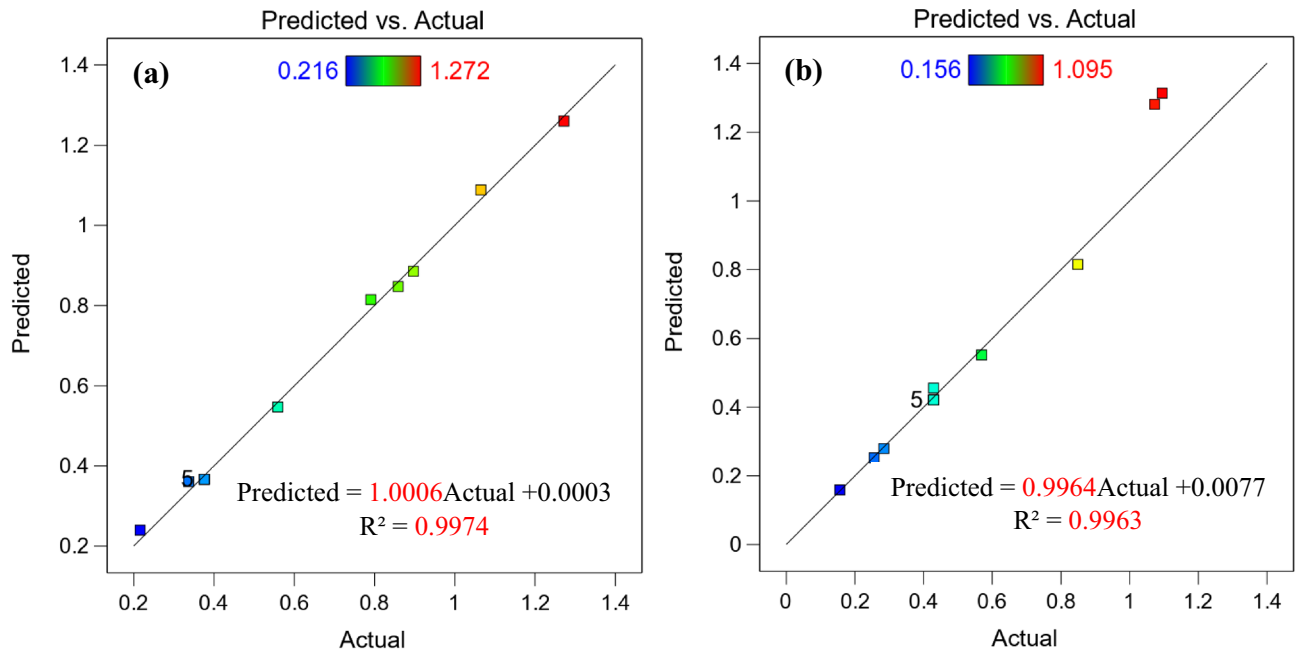 Predicted vs. Actual
(a)
0.216
1.272
1.4
1.2
1
0.8
0.6
0.4
0.2
Predicted
5
Predicted = 1.0006Actual +0.0003
R² = 0.9974
0.2 0.4 0.6 0.8 1 1.2 1.4
Actual
Predicted vs. Actual
(b)
0.156
1.095
1.4
1.2
1
0.8
0.6
0.4
0.2
0
Predicted
5
Predicted = 0.9964Actual +0.0077
R² = 0.9963
0 0.2 0.4 0.6 0.8 1 1.2 1.4
Actual